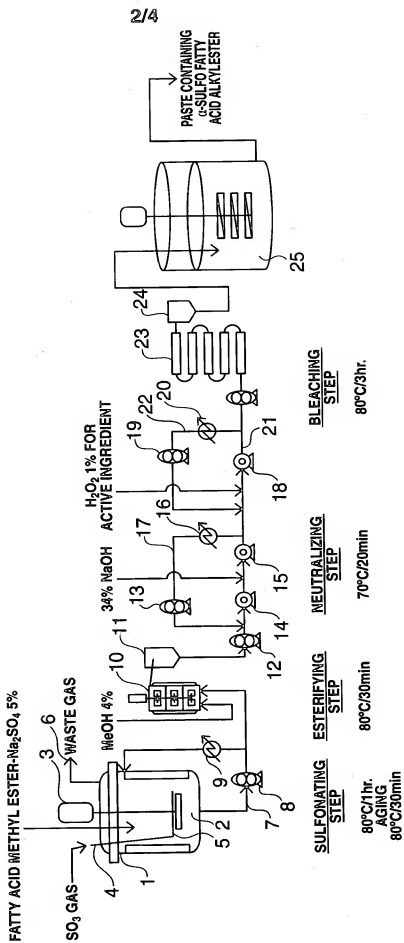 2/4
FATTY ACID METHYL ESTER-Na₂SO₄ 5%
SO₃ GAS
WASTE GAS
MeOH 4%
34% NaOH
H₂O₂ 1% FOR
ACTIVE INGREDIENT
PASTE CONTAINING
α-SULFO FATTY
ACID ALKYLESTER
1
2
3
4
5
6
7
8
9
10
11
12
13
14
15
16
17
18
19
20
21
22
23
24
25
SULFONATING
STEP
80°C/1hr.
AGING
80°C/30min
ESTERIFYING
STEP
80°C/30min
NEUTRALIZING
STEP
70°C/20min
BLEACHING
STEP
80°C/3hr.